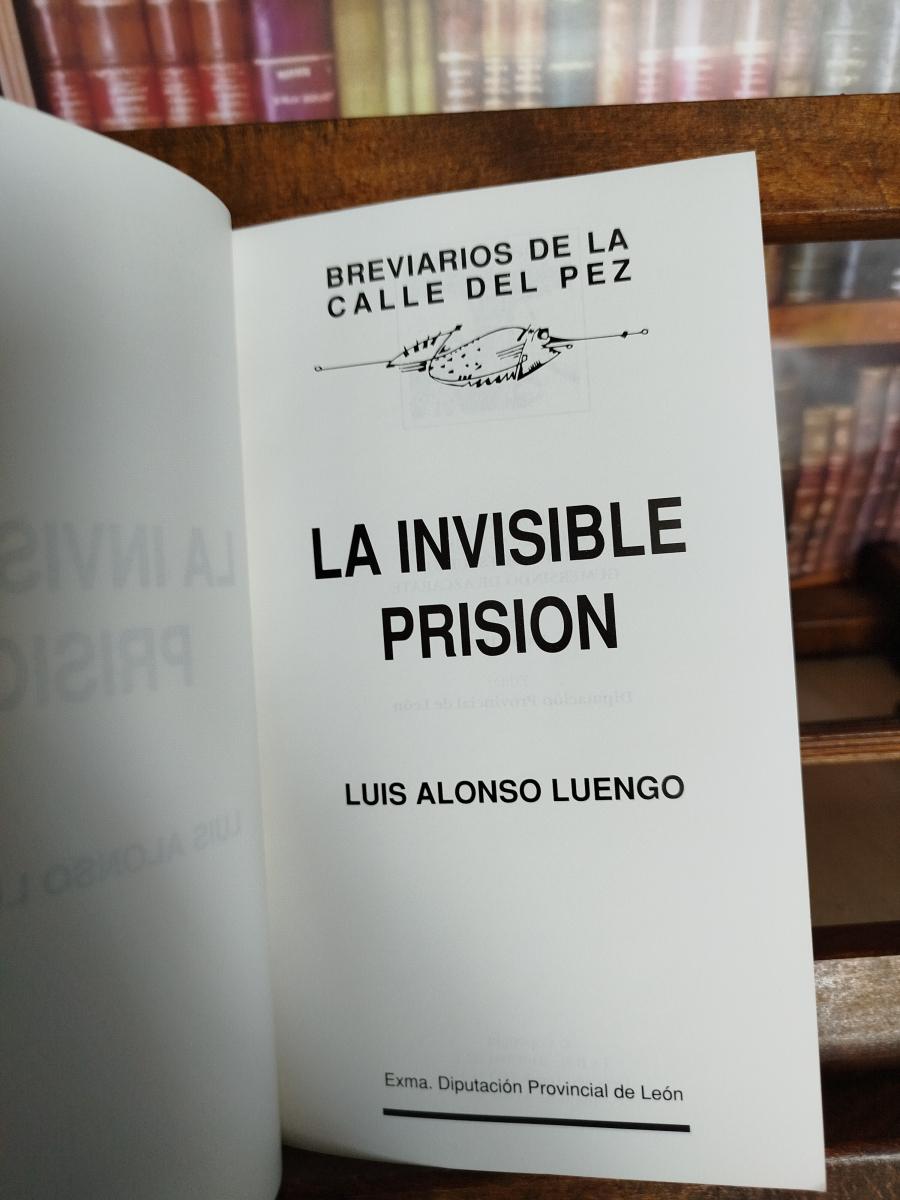 BREVIARIOS DE LA
CALLE DEL PEZ
LA INVISIBLE
PRISION
LUIS ALONSO LUENGO
Exma. Diputación Provincial de León